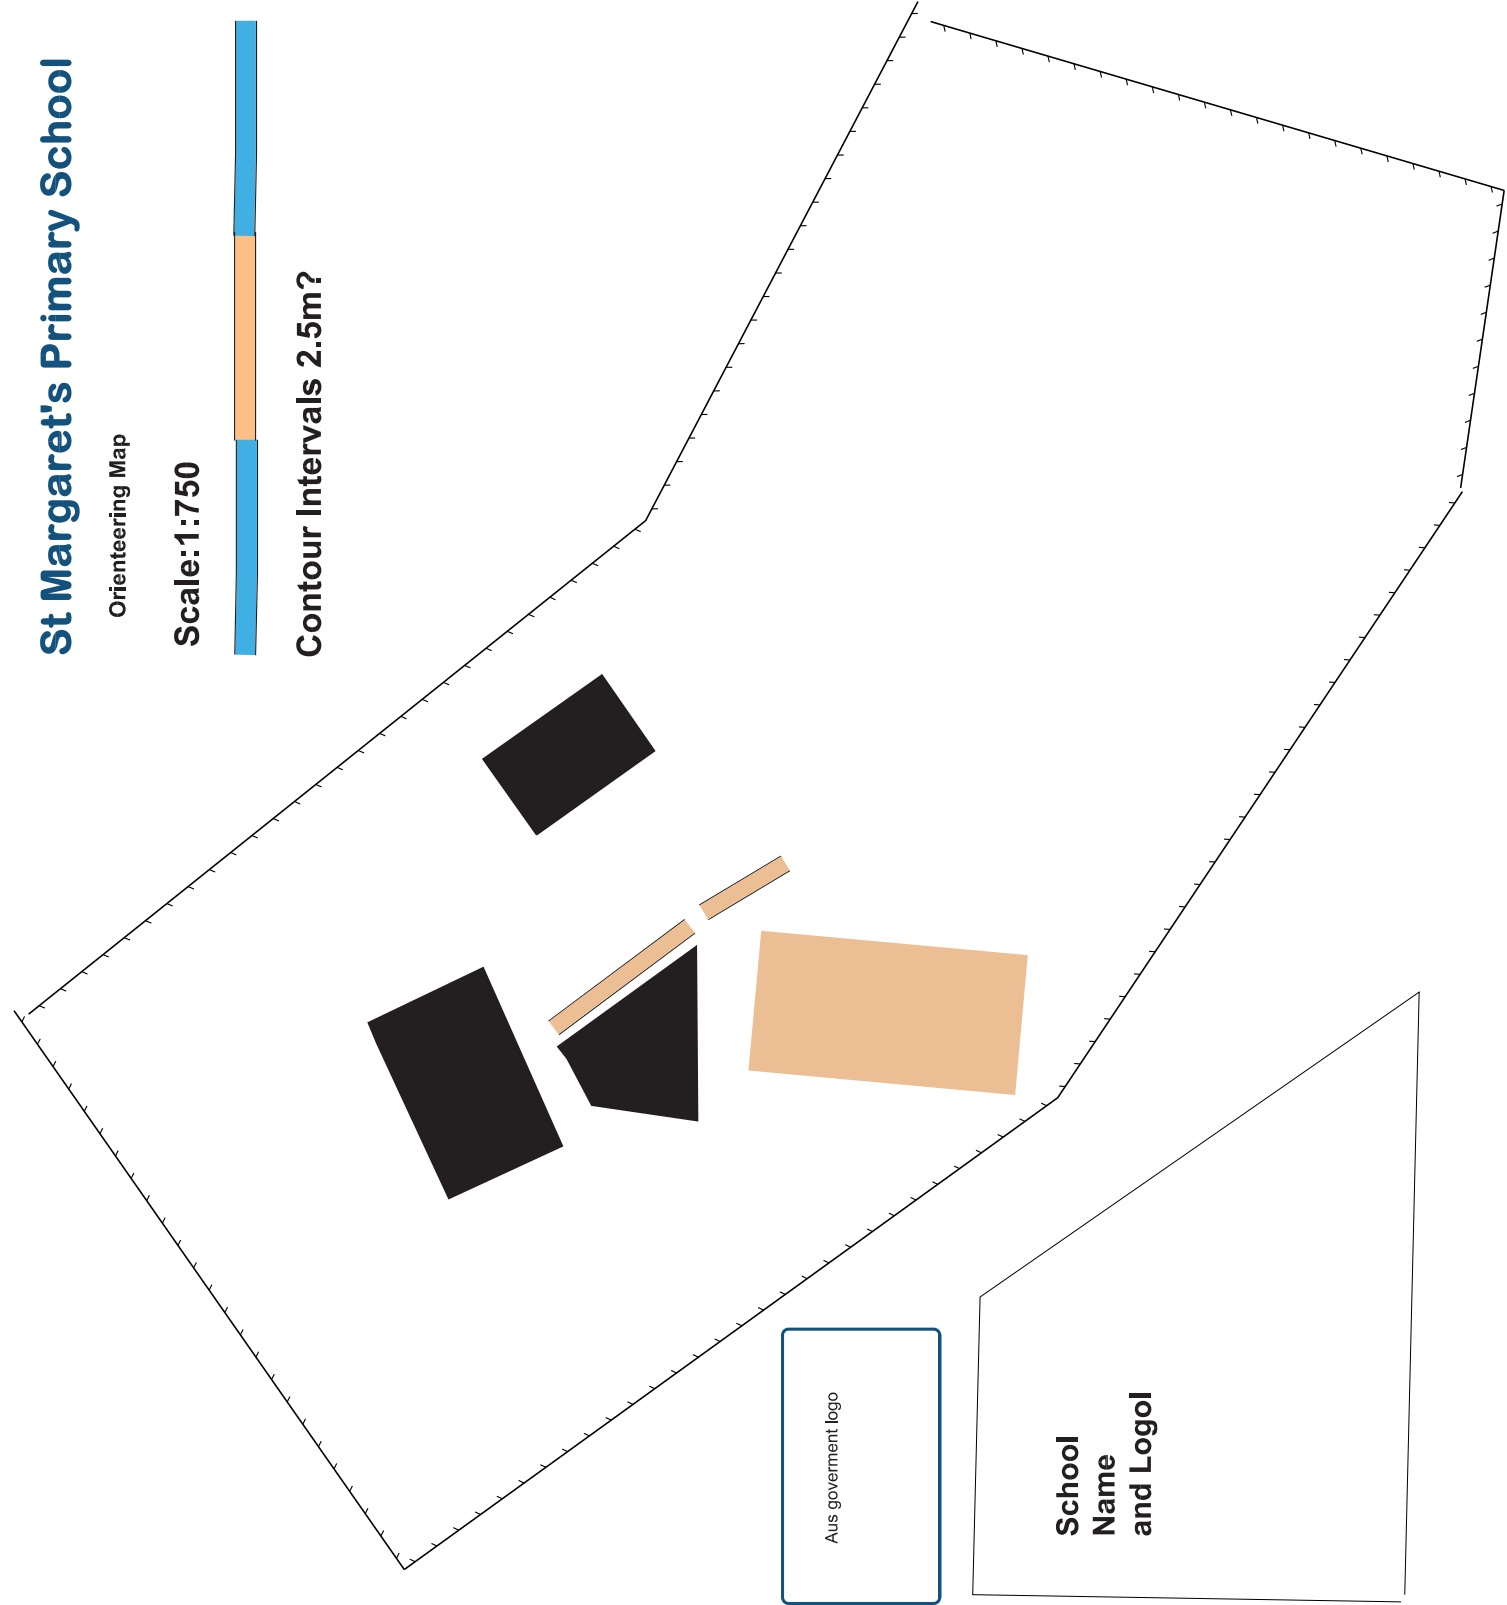 St Margaret's Primary School
Orienteering Map
Scale:1:750
Contour Intervals 2.5m?
Aus goverment logo
School
Name
and Logol